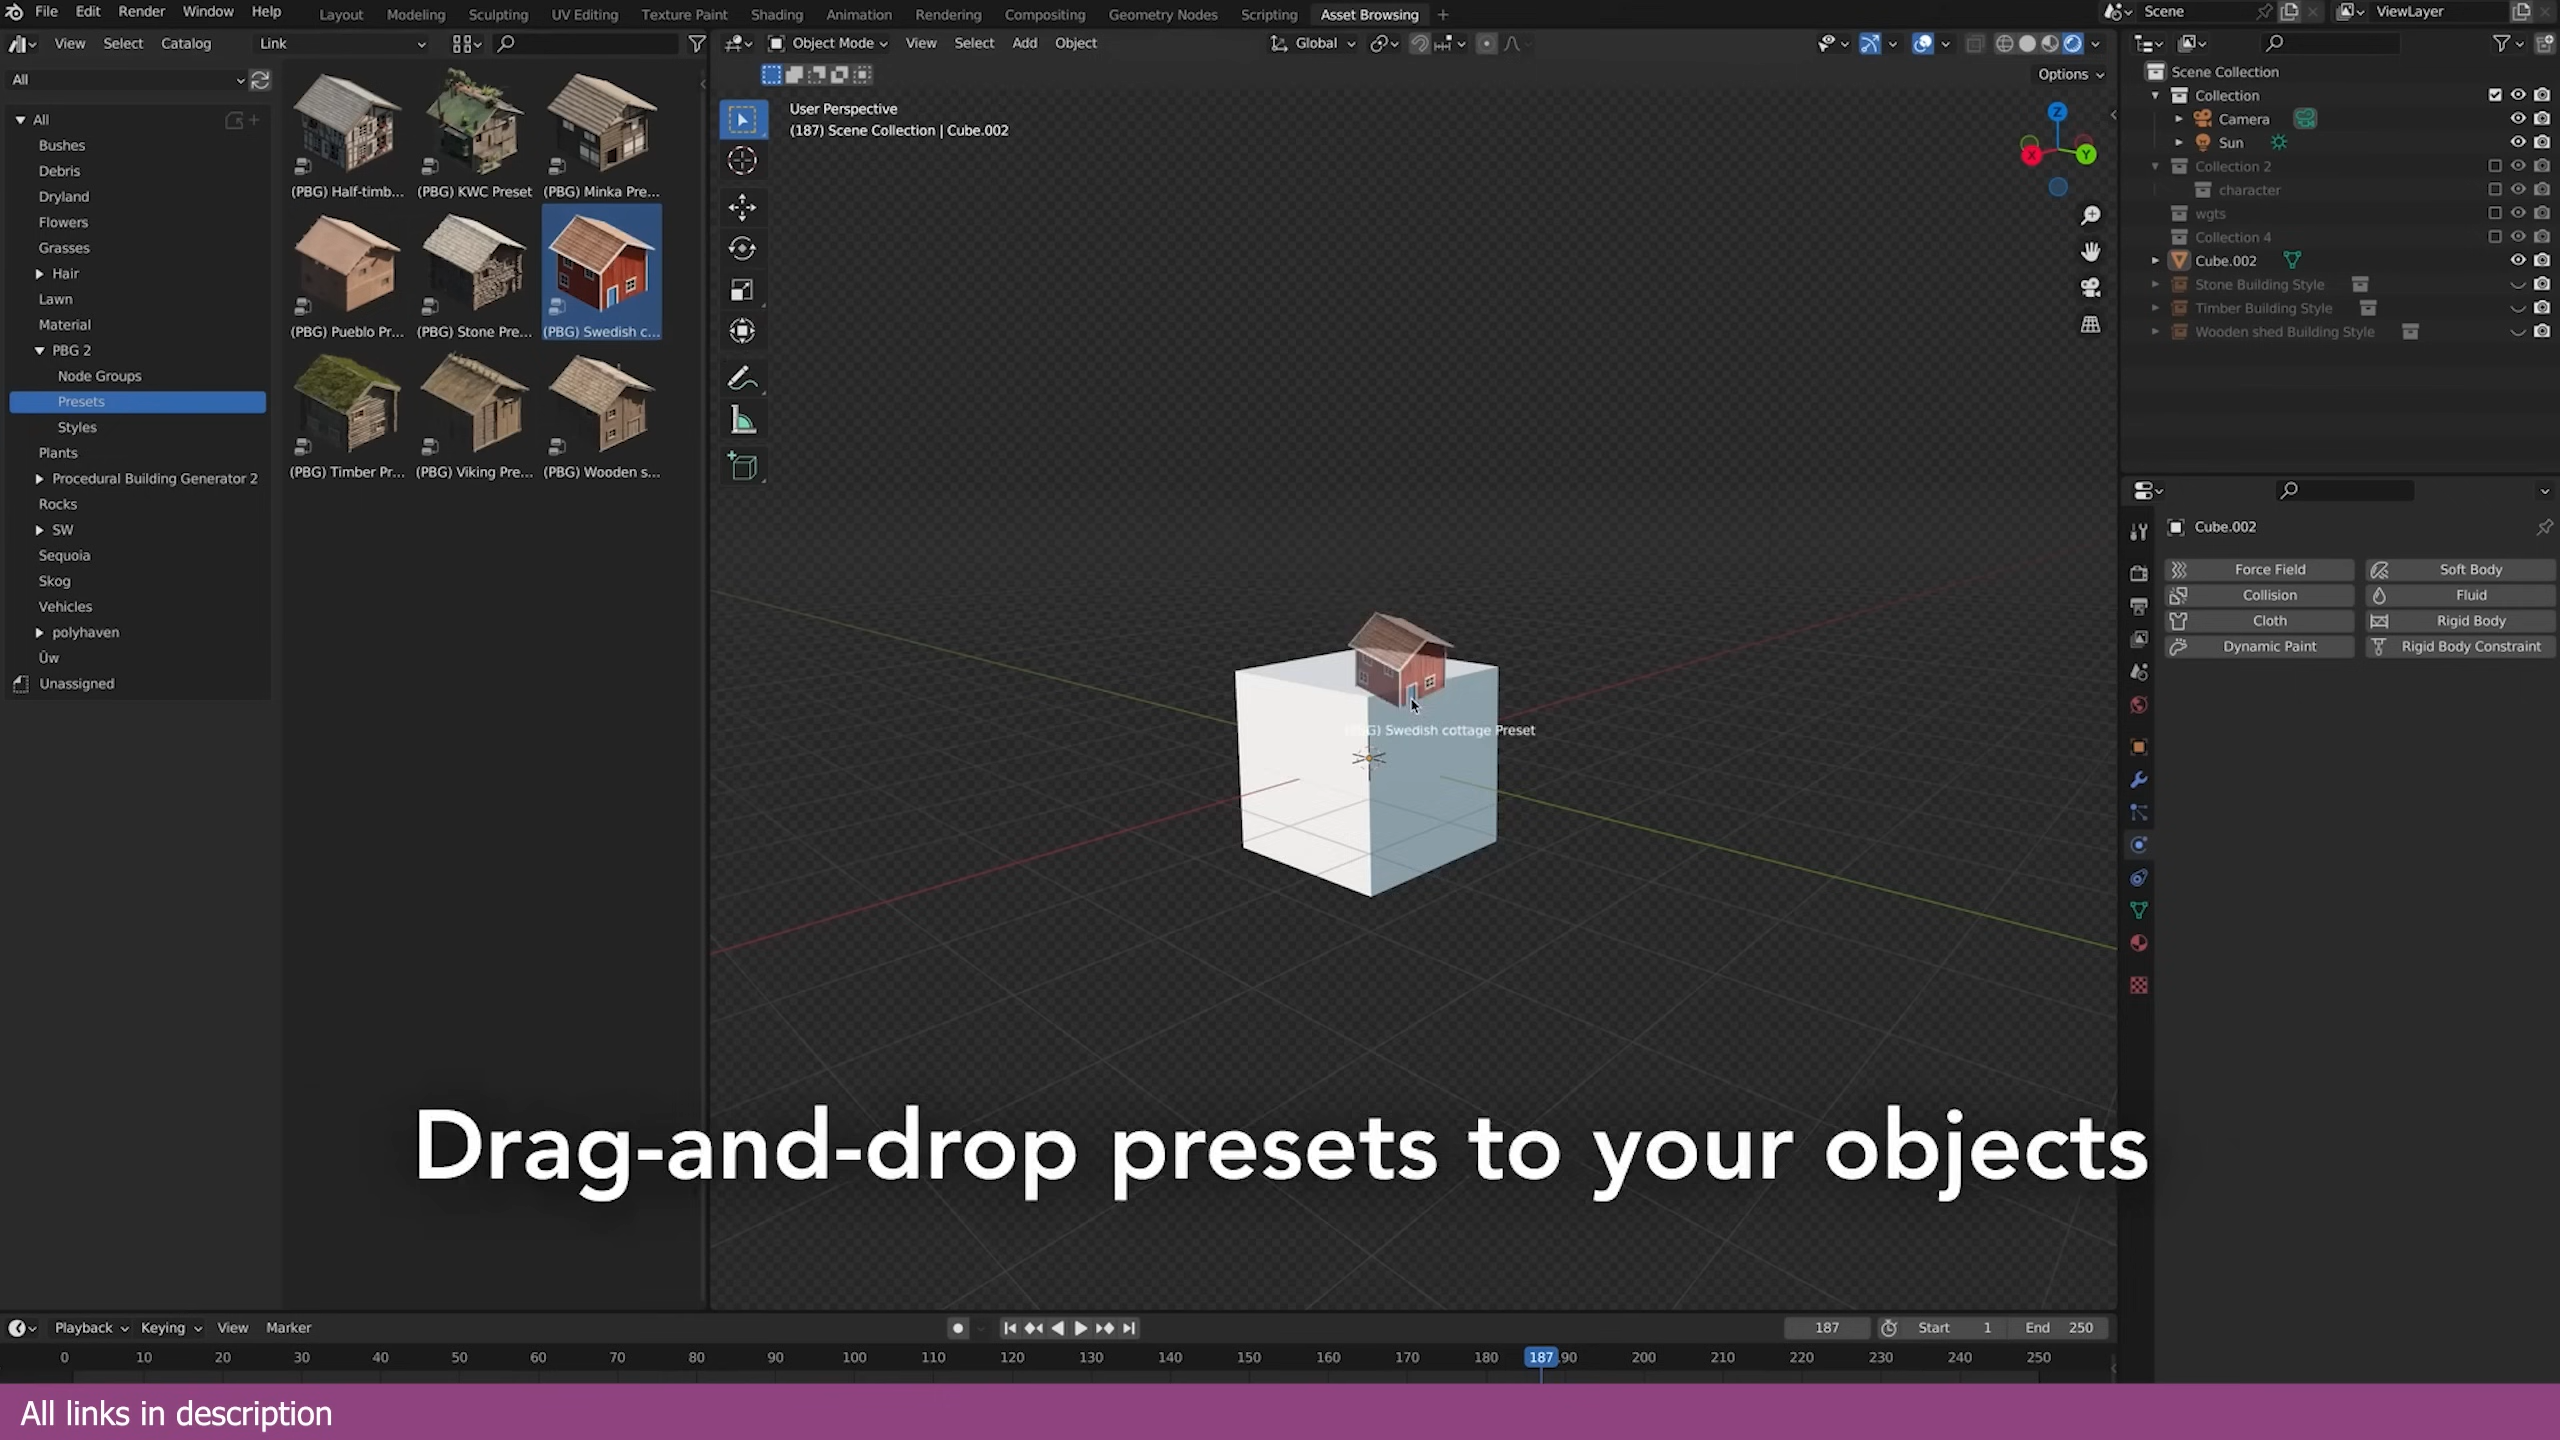 File Edit Render Window Help
Layout Modeling Sculpting UV Editing Texture Paint Shading Animation Rendering Compositing Geometry Nodes Scripting Asset Browsing +
Scene
ViewLayer
View Select Catalog Link
All
All
Bushes
Debris
Dryland
Flowers
Grasses
Hair
Lawn
Material
PBG 2
Node Groups
Presets
Styles
Plants
Procedural Building Generator 2
Rocks
SW
Sequoia
Skog
Vehicles
polyhaven
Üw
Unassigned
(PBG) Half-timb... (PBG) KWC Preset (PBG) Minka Pre...
(PBG) Pueblo Pr... (PBG) Stone Pre... (PBG) Swedish c...
(PBG) Timber Pr... (PBG) Viking Pre... (PBG) Wooden s...
Object Mode View Select Add Object
Global
Options
User Perspective
(187) Scene Collection | Cube.002
Z
X
Y
Swedish cottage Preset
Scene Collection
Collection
Camera
Sun
Collection 2
character
wgts
Collection 4
Cube.002
Stone Building Style
Timber Building Style
Wooden shed Building Style
Cube.002
Force Field Soft Body
Collision Fluid
Cloth Rigid Body
Dynamic Paint Rigid Body Constraint
Drag-and-drop presets to your objects
Playback Keying View Marker
187 Start 1 End 250
0 10 20 30 40 50 60 70 80 90 100 110 120 130 140 150 160 170 180 187 90 200 210 220 230 240 250
All links in description